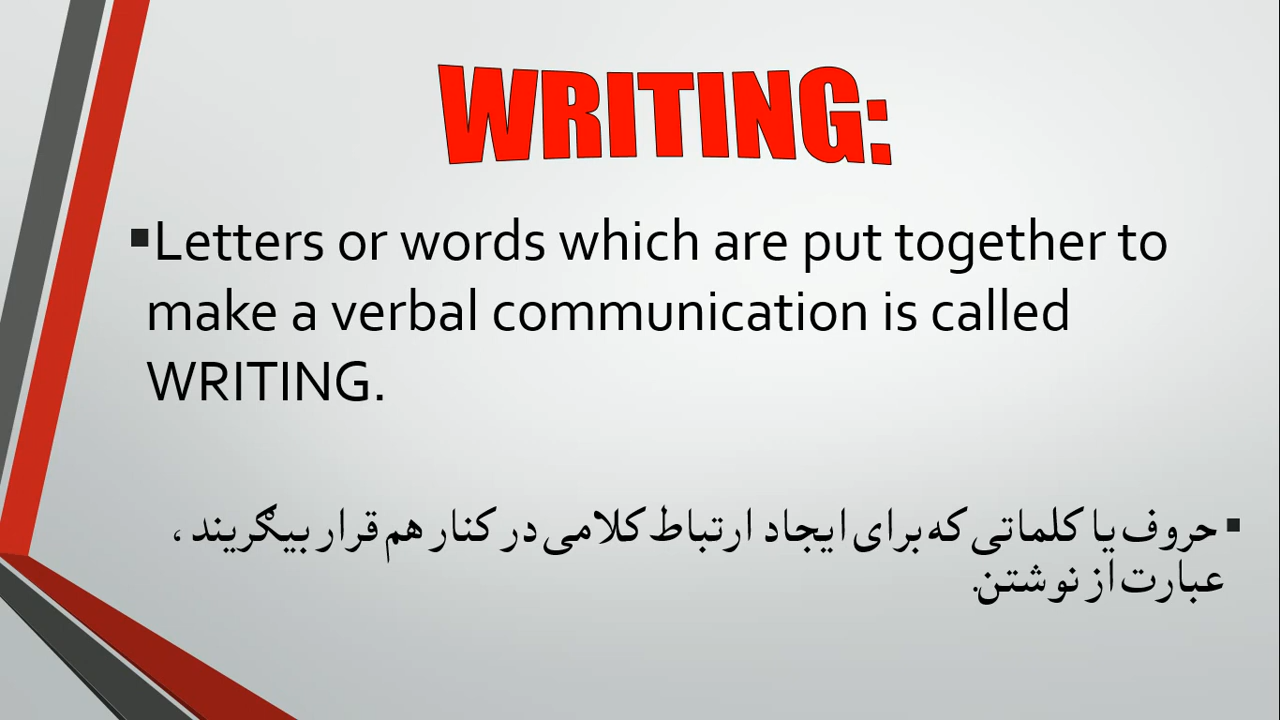 WRITING:
▪Letters or words which are put together to
make a verbal communication is called
WRITING.
▪حروف یا کلماتی که برای ایجاد ارتباط کلامی در کنار هم قرار بیګریند ،
عبارت از نوشتن.